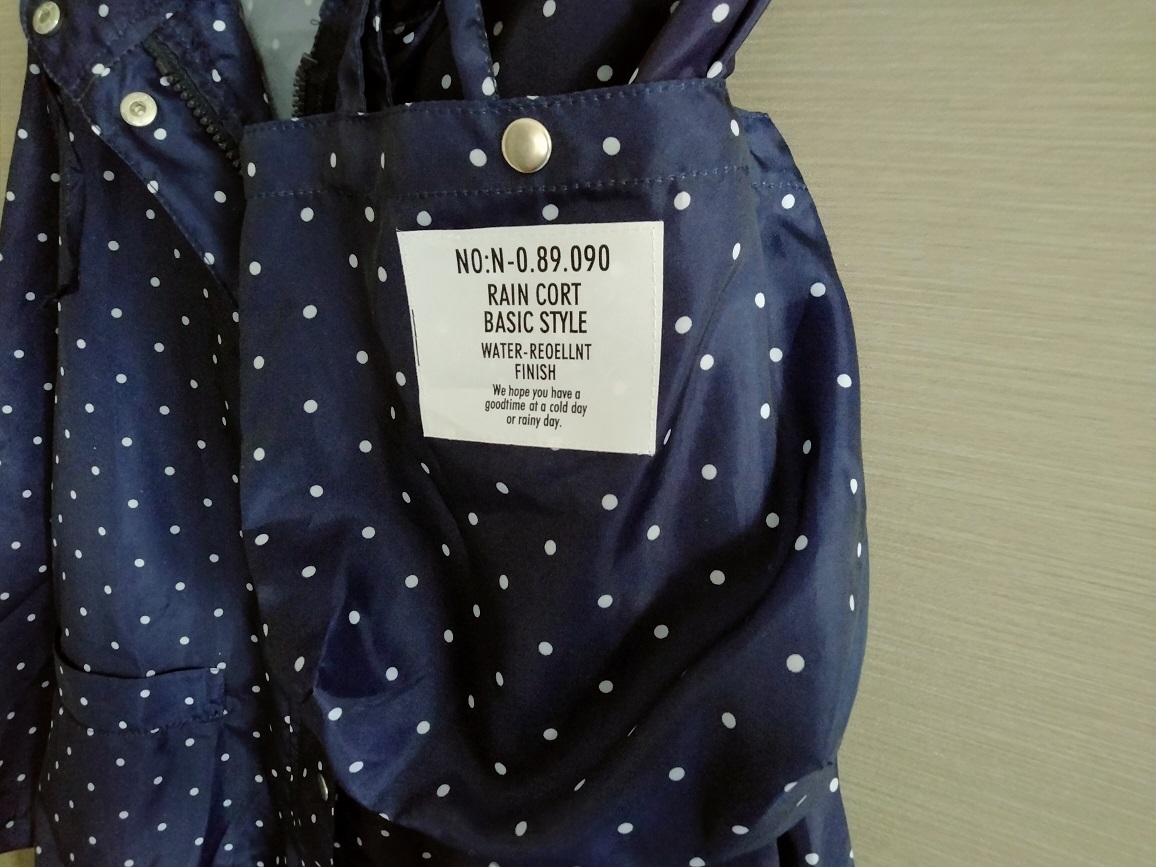 NO:N-0.89.090
RAIN CORT
BASIC STYLE
WATER-REOELLNT
FINISH
We hope you have a
goodtime at a cold day
or rainy day.